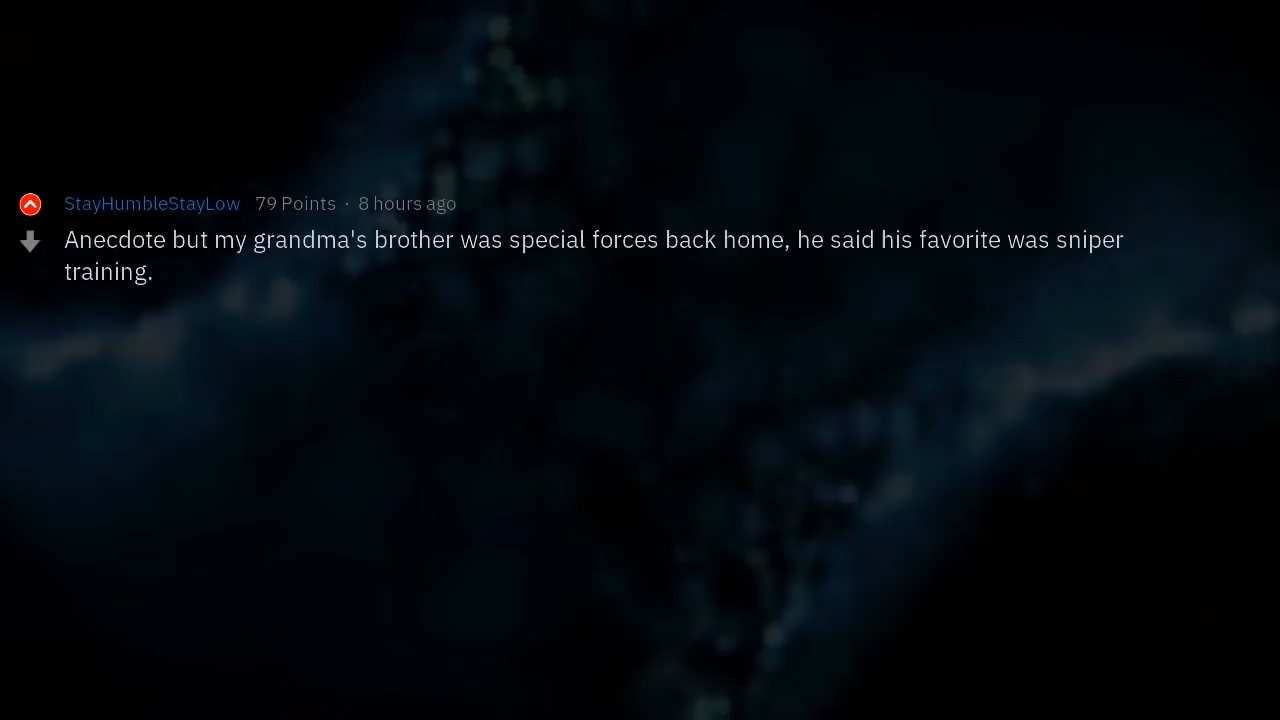 StayHumbleStayLow 79 Points · 8 hours ago
Anecdote but my grandma's brother was special forces back home, he said his favorite was sniper
training.